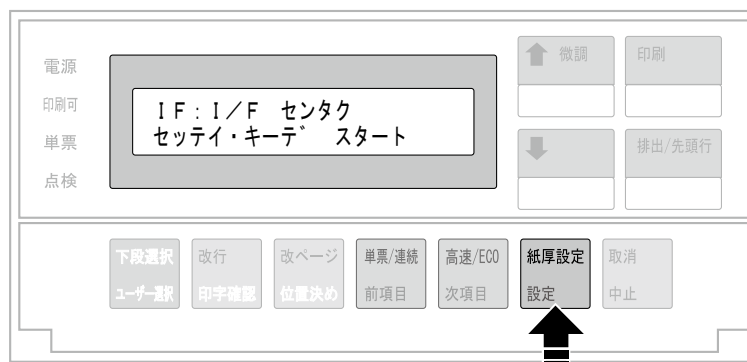 電源
印刷可
単票
点検
IF:I/F センタク
セッテイ・キーデ スタート
微調
印刷
排出/先頭行
下段選択
ユーザー選択
改行
印字確認
改ページ
位置決め
単票/連続
前項目
高速/ECO
次項目
紙厚設定
設定
取消
中止